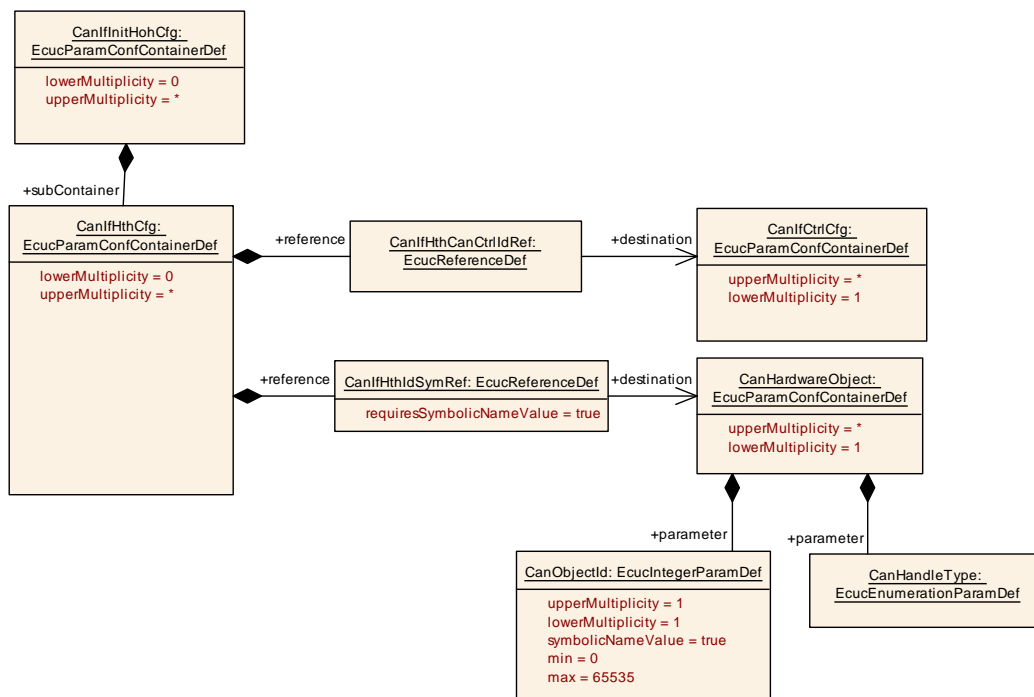 CanIfInitHohCfg:
EcucParamConfContainerDef
lowerMultiplicity = 0
upperMultiplicity = *
+subContainer
CanIfHthCfg:
EcucParamConfContainerDef
lowerMultiplicity = 0
upperMultiplicity = *
+reference
CanIfHthCanCtrlIdRef:
EcucReferenceDef
+destination
CanIfCtrlCfg:
EcucParamConfContainerDef
upperMultiplicity = *
lowerMultiplicity = 1
+reference
CanIfHthIdSymRef: EcucReferenceDef
requiresSymbolicNameValue = true
+destination
CanHardwareObject:
EcucParamConfContainerDef
upperMultiplicity = *
lowerMultiplicity = 1
+parameter
CanObjectId: EcucIntegerParamDef
upperMultiplicity = 1
lowerMultiplicity = 1
symbolicNameValue = true
min = 0
max = 65535
+parameter
CanHandleType:
EcucEnumerationParamDef